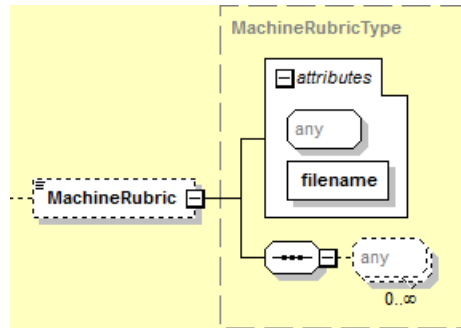 MachineRubricType
attributes
any
filename
MachineRubric
any
0..∞